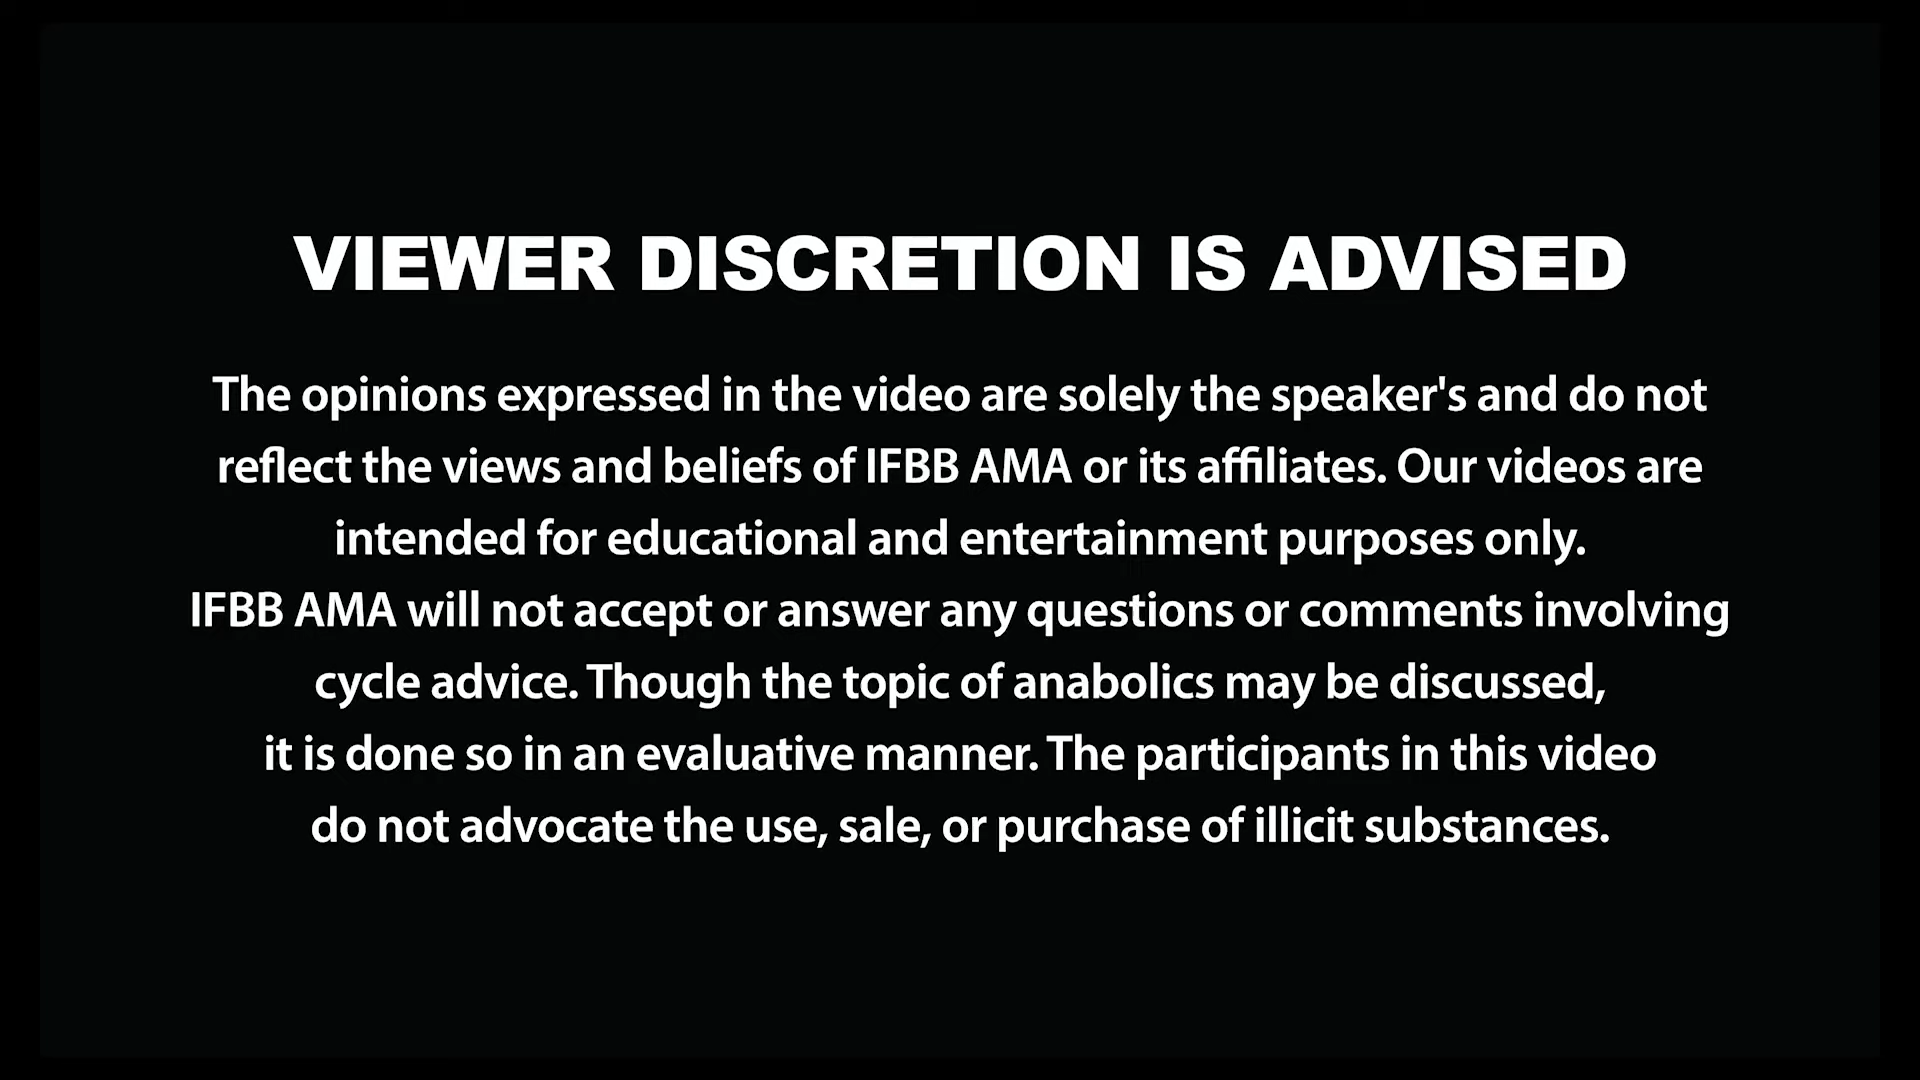 VIEWER DISCRETION IS ADVISED
The opinions expressed in the video are solely the speaker's and do not
reflect the views and beliefs of IFBB AMA or its affiliates. Our videos are
intended for educational and entertainment purposes only.
IFBB AMA will not accept or answer any questions or comments involving
cycle advice. Though the topic of anabolics may be discussed,
it is done so in an evaluative manner. The participants in this video
do not advocate the use, sale, or purchase of illicit substances.